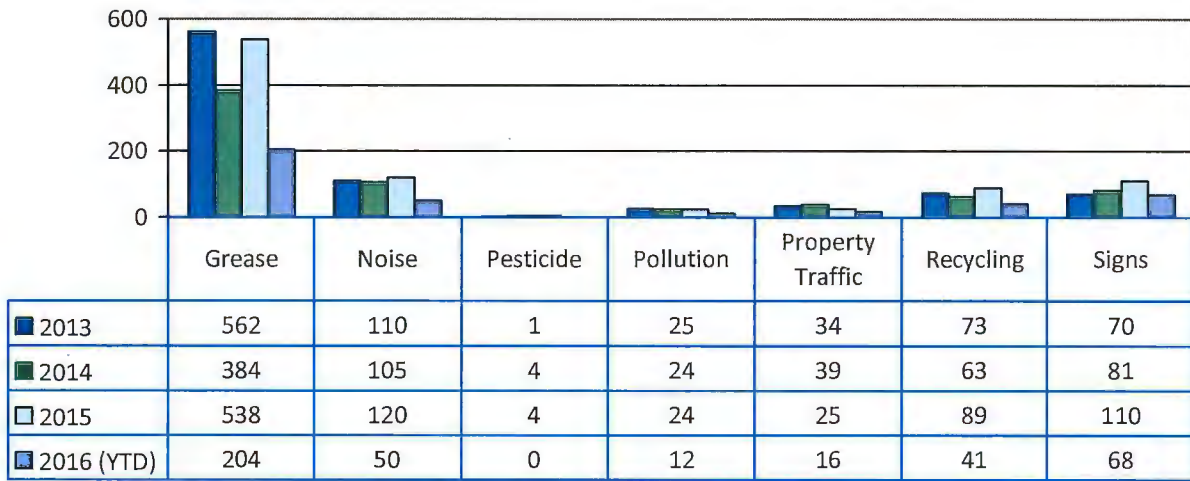 600
400
200
0
Grease Noise Pesticide Pollution Property Traffic Recycling Signs
2013 562 110 1 25 34 73 70
2014 384 105 4 24 39 63 81
2015 538 120 4 24 25 89 110
2016 (YTD) 204 50 0 12 16 41 68